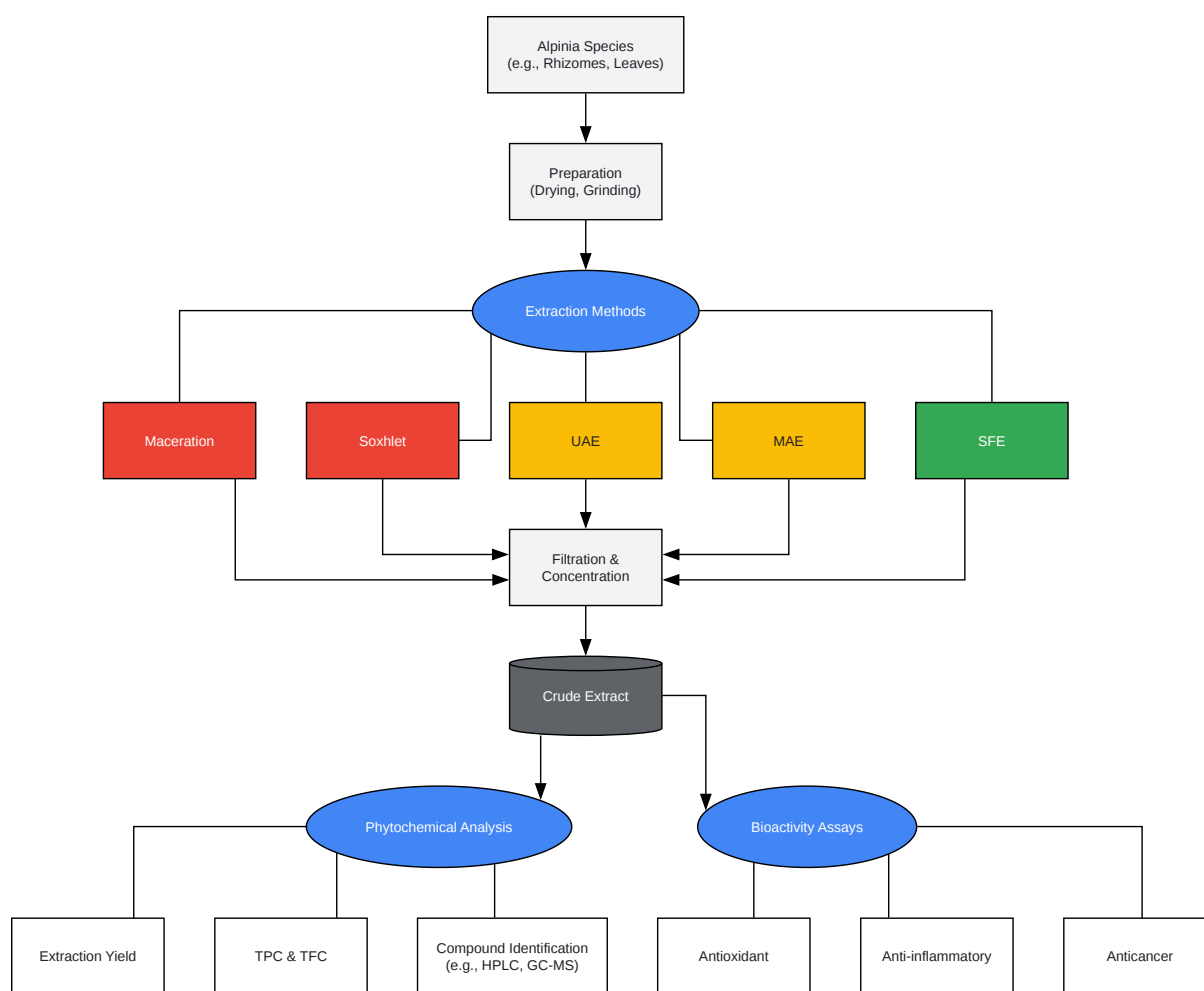 Alpinia Species
(e.g., Rhizomes, Leaves)
Preparation
(Drying, Grinding)
Extraction Methods
Maceration
Soxhlet
UAE
MAE
SFE
Filtration &
Concentration
Crude Extract
Phytochemical Analysis
Bioactivity Assays
Extraction Yield
TPC & TFC
Compound Identification
(e.g., HPLC, GC-MS)
Antioxidant
Anti-inflammatory
Anticancer